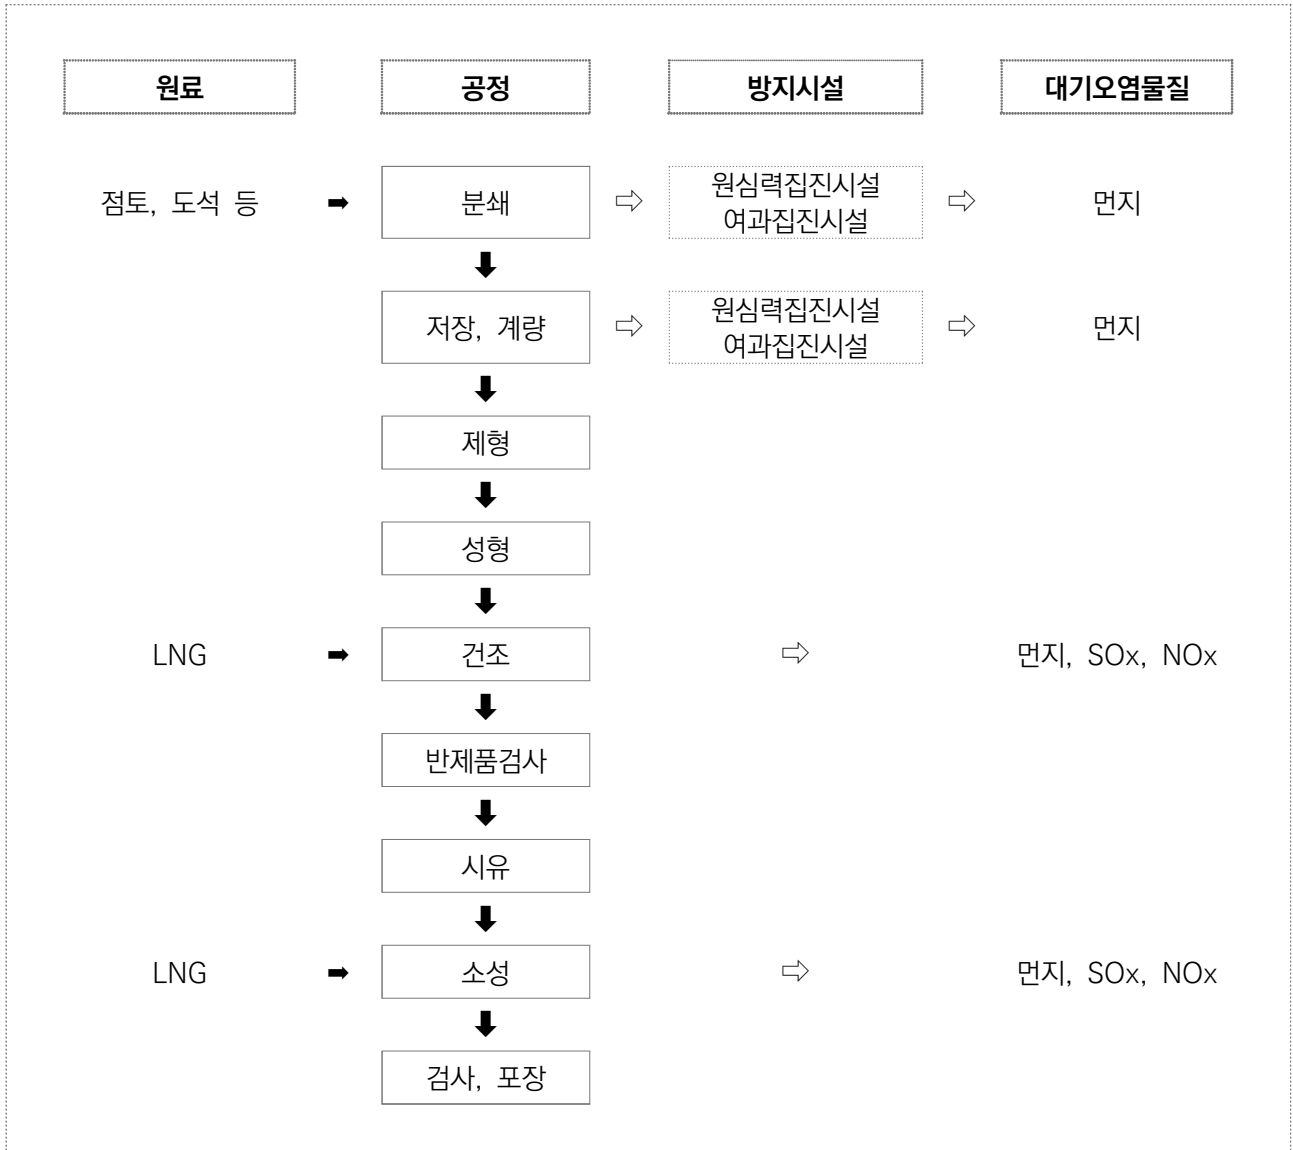 원료 공정 방지시설 대기오염물질
점토, 도석 등 ➡ 분쇄 ⇨ 원심력집진시설 ⇨ 먼지
여과집진시설
⬇
저장, 계량 ⇨ 원심력집진시설 ⇨ 먼지
여과집진시설
⬇
제형
⬇
성형
⬇
LNG ➡ 건조 ⇨ 먼지, SOx, NOx
⬇
반제품검사
⬇
시유
⬇
LNG ➡ 소성 ⇨ 먼지, SOx, NOx
⬇
검사, 포장